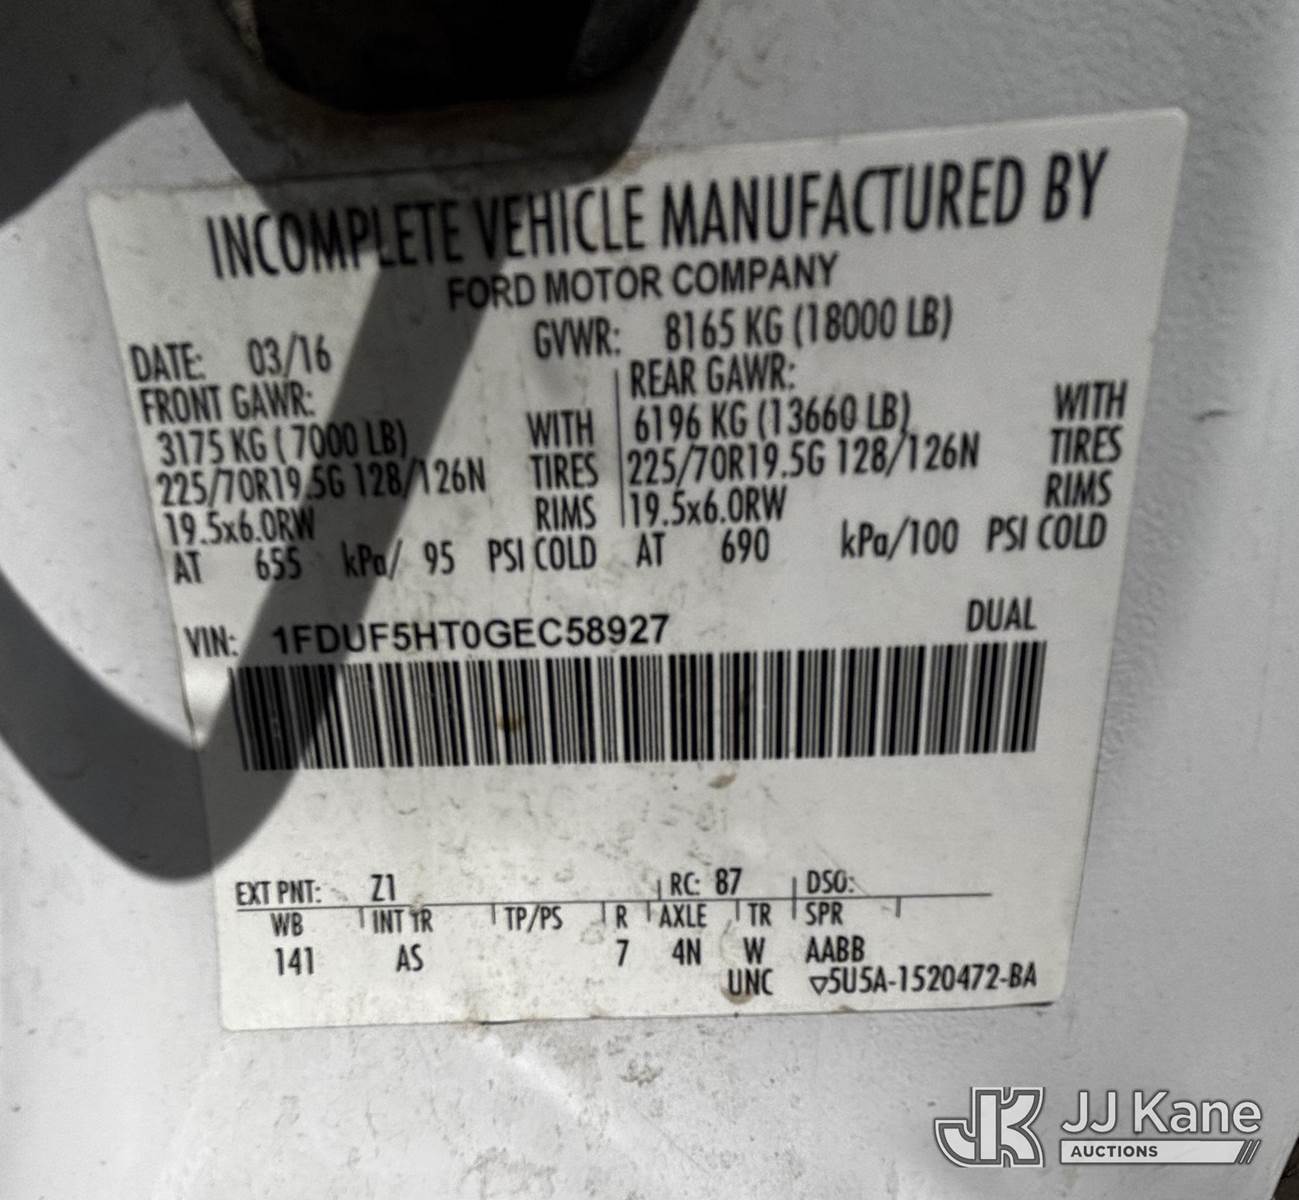 INCOMPLETE VEHICLE MANUFACTURED BY
FORD MOTOR COMPANY
DATE: 03/16 GVWR: 8165 KG (18000 LB)
FRONT GAWR: REAR GAWR:
3175 KG (7000 LB) WITH 6196 KG (13660 LB) WITH
225/70R19.5G 128/126N TIRES 225/70R19.5G 128/126N TIRES
19.5x6.0RW RIMS 19.5x6.0RW RIMS
AT 655 kPa/ 95 PSI COLD AT 690 kPa/100 PSI COLD
VIN: 1FDUF5HT0GEC58927 DUAL
EXT PNT: Z1 RC: 87 DSO:
WB INT TR TP/PS R AXLE TR SPR
141 AS 7 4N W AABB
UNC ▽5U5A-1520472-BA
JK JJ Kane
AUCTIONS